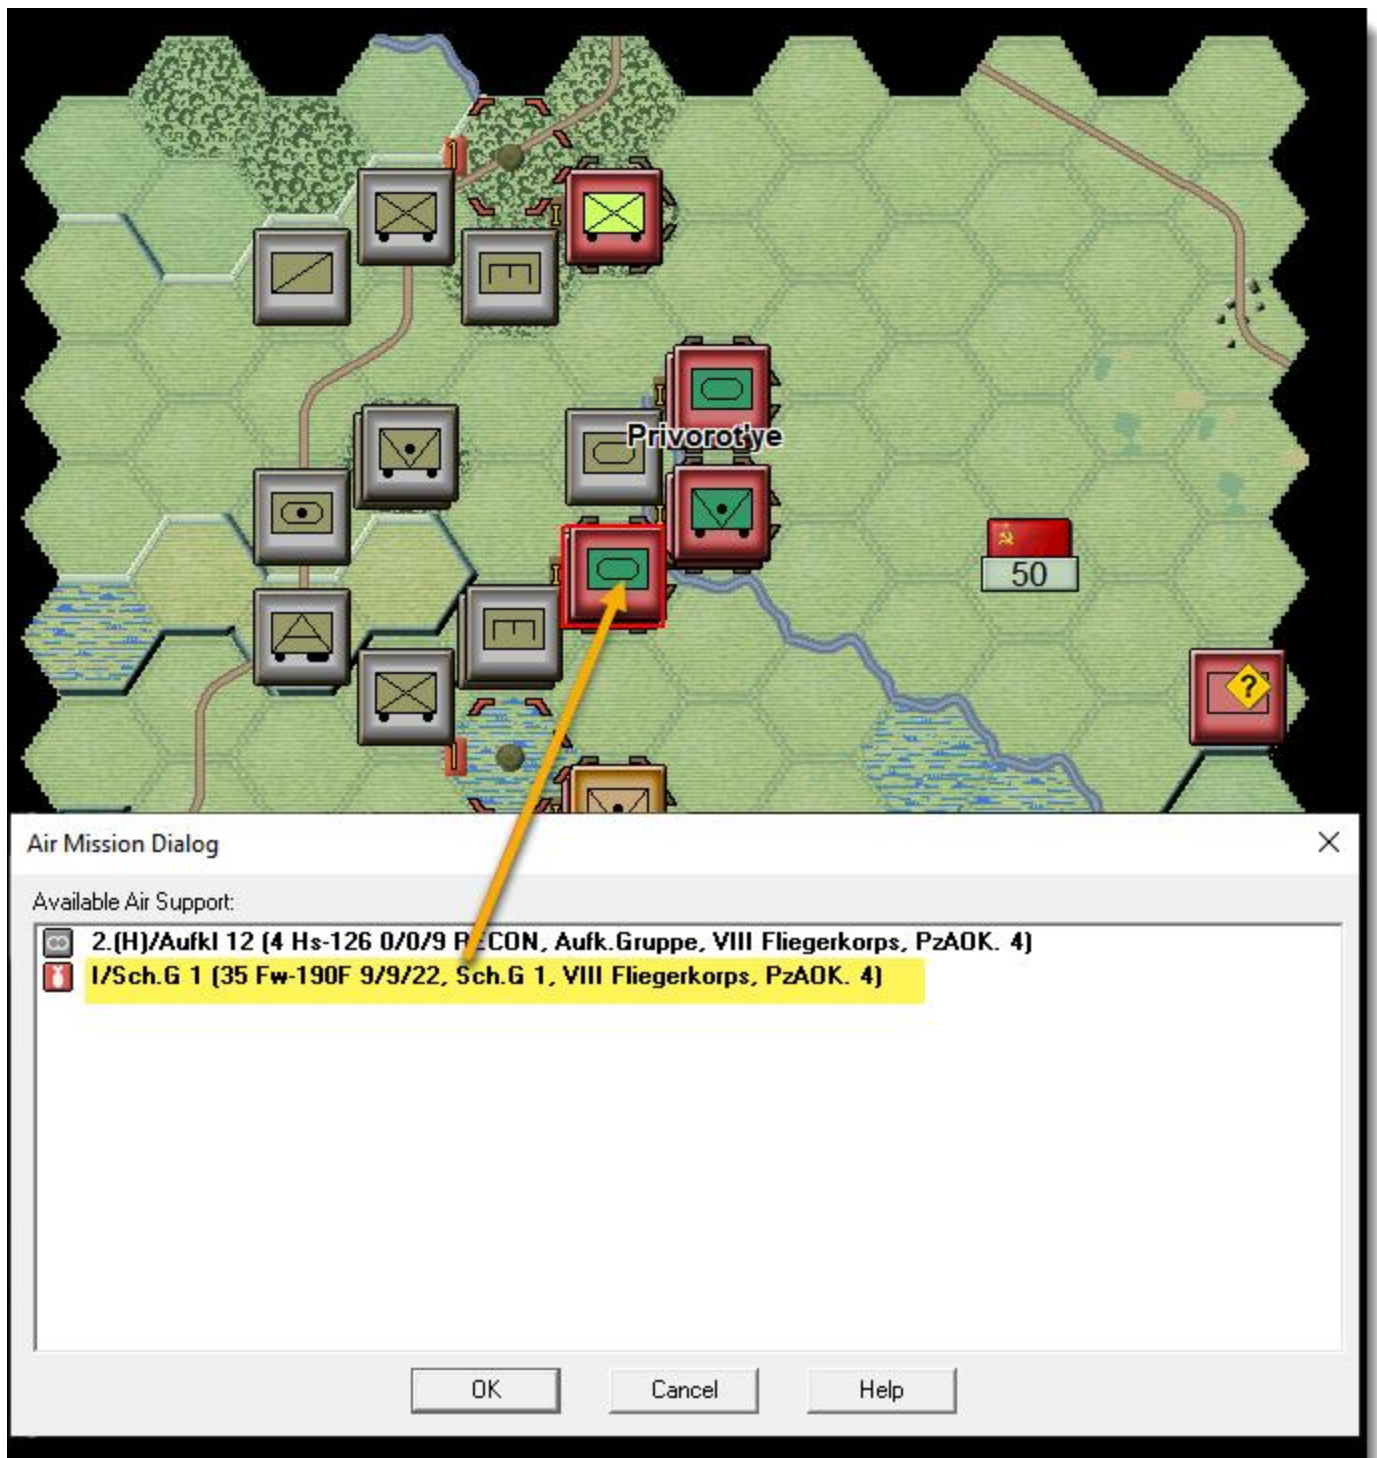 Privorot'ye
50
?
Air Mission Dialog
Available Air Support:
2.(H)/Aufkl 12 (4 Hs-126 0/0/9 RECON, Aufk.Gruppe, VIII Fliegerkorps, PzAOK. 4)
I/Sch.G 1 (35 Fw-190F 9/9/22, Sch.G 1, VIII Fliegerkorps, PzAOK. 4)
OK Cancel Help